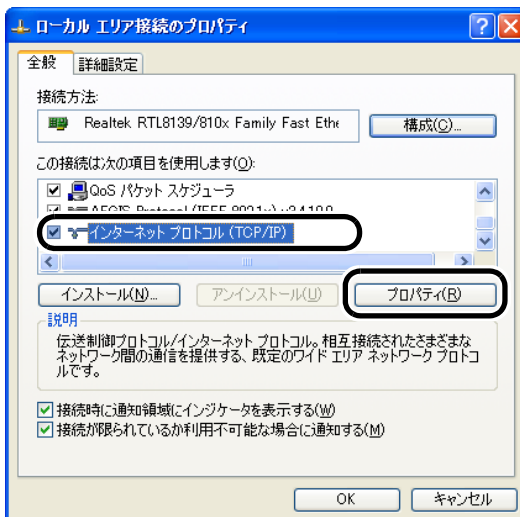 ローカル エリア接続のプロパティ
全般 詳細設定
接続方法:
Realtek RTL8139/810x Family Fast Ethe
構成(C)...
この接続は次の項目を使用します(O):
QoS パケット スケジューラ
AEGIS Protocol (IEEE 802.1x) v3.4.10.0
インターネット プロトコル (TCP/IP)
インストール(N)... アンインストール(U) プロパティ(R)
説明
伝送制御プロトコル/インターネット プロトコル。相互接続されたさまざまな
ネットワーク間の通信を提供する、既定のワイド エリア ネットワーク プロトコ
ルです。
接続時に通知領域にインジケータを表示する(W)
接続が限られているか利用不可能な場合に通知する(M)
OK キャンセル